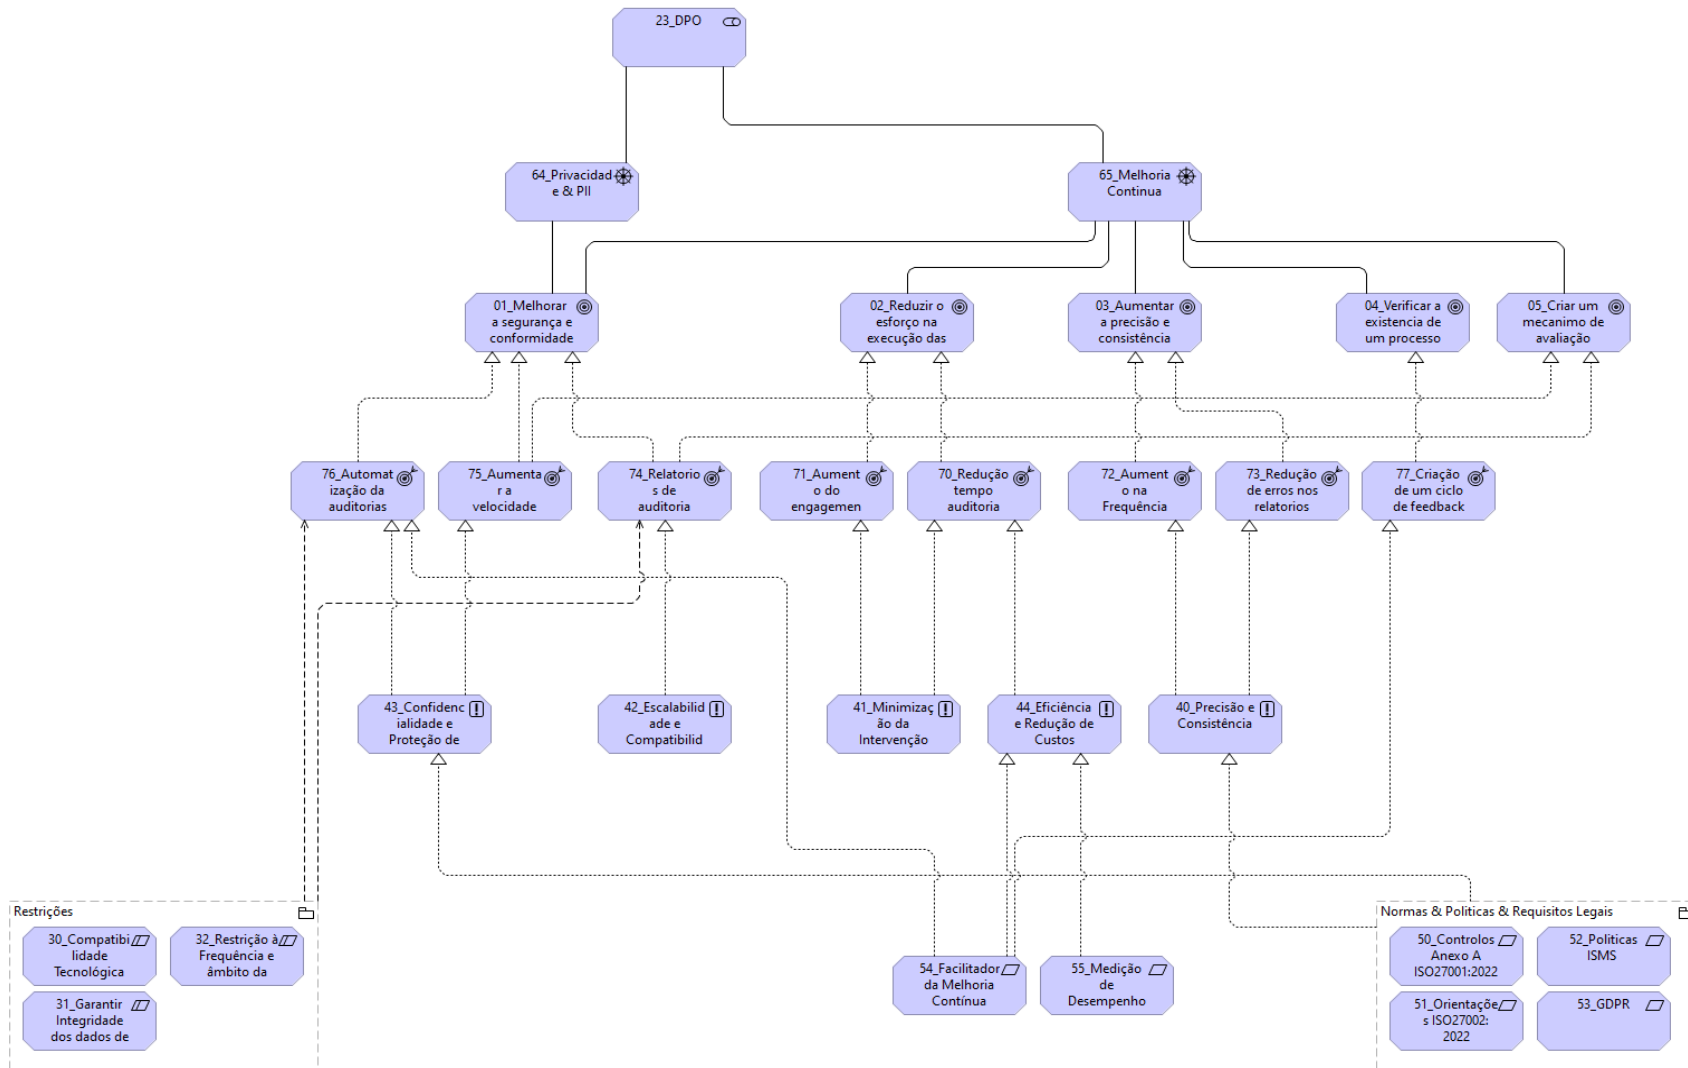 23_DPO
64_Privacidad
e & PII
65_Melhoria
Continua
01_Melhorar
a segurança e
conformidade
02_Reduzir o
esforço na
execução das
03_Aumentar
a precisão e
consistência
04_Verificar a
existencia de
um processo
05_Criar um
mecanimo de
avaliação
76_Automat
ização da
auditorias
75_Aumenta
r a
velocidade
74_Relatorio
s de
auditoria
71_Aument
o do
engagemen
70_Redução
tempo
auditoria
72_Aument
o na
Frequência
73_Redução
de erros nos
relatorios
77_Criação
de um ciclo
de feedback
43_Confidenc
ialidade e
Proteção de
42_Escalabilid
ade e
Compatibilid
41_Minimizaç
ão da
Intervenção
44_Eficiência
e Redução de
Custos
40_Precisão e
Consistência
Restrições
30_Compatibi
lidade
Tecnológica
32_Restrição à
Frequência e
âmbito da
31_Garantir
Integridade
dos dados de
54_Facilitador
da Melhoria
Contínua
55_Medição
de
Desempenho
Normas & Politicas & Requisitos Legais
50_Controlos
Anexo A
ISO27001:2022
52_Politicas
ISMS
51_Orientaçõe
s ISO27002:
2022
53_GDPR